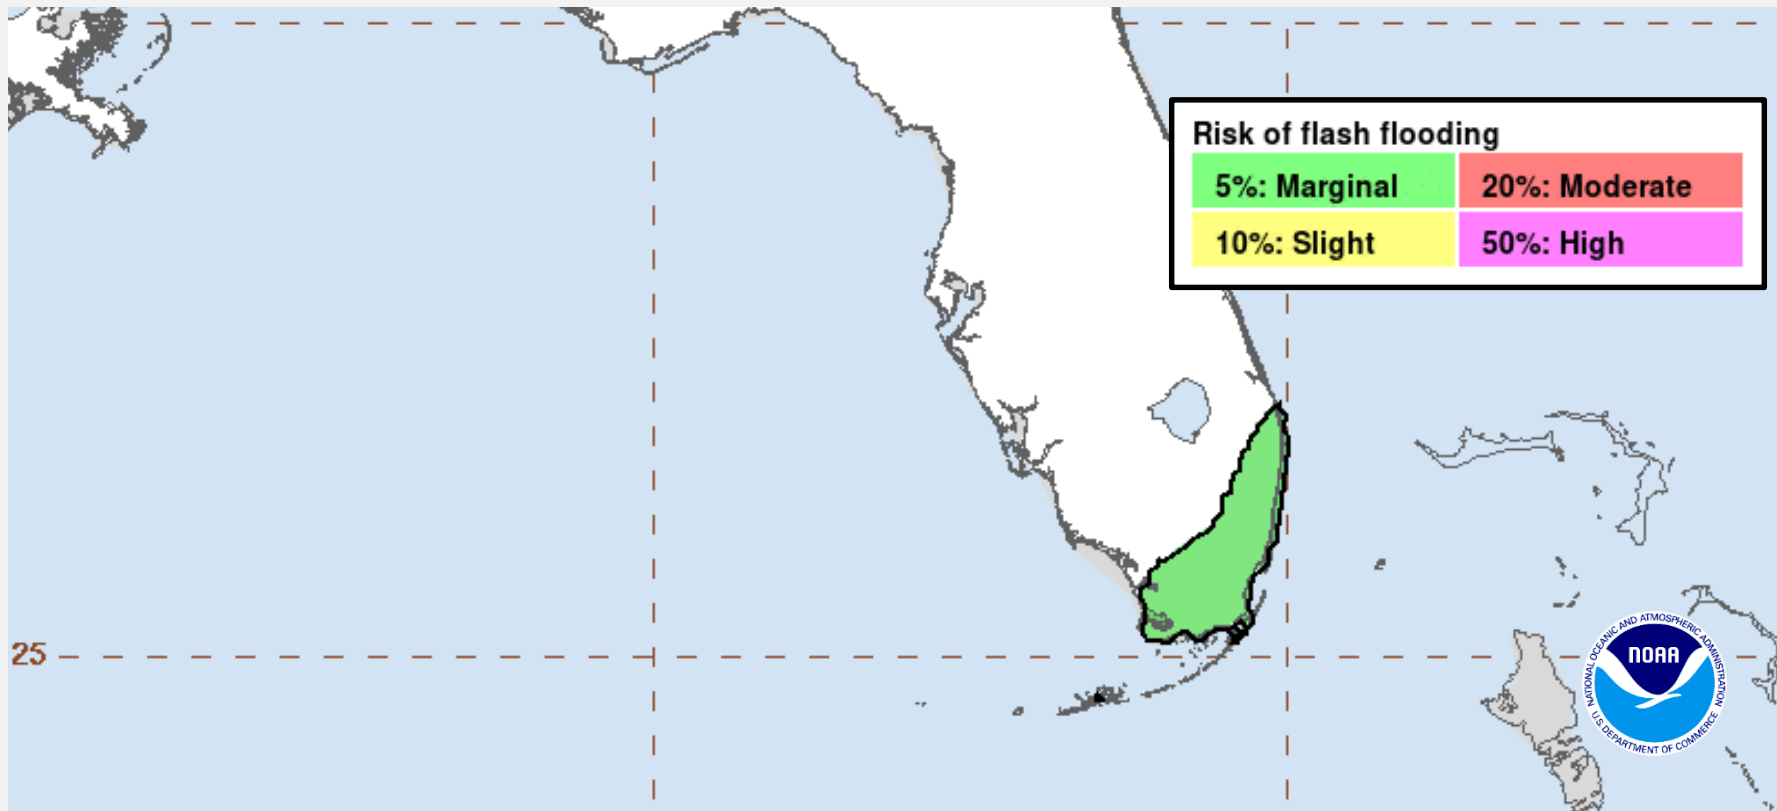 Risk of flash flooding
5%: Marginal
20%: Moderate
10%: Slight
50%: High
25
NATIONAL OCEANIC AND ATMOSPHERIC ADMINISTRATION
NOAA
U.S. DEPARTMENT OF COMMERCE